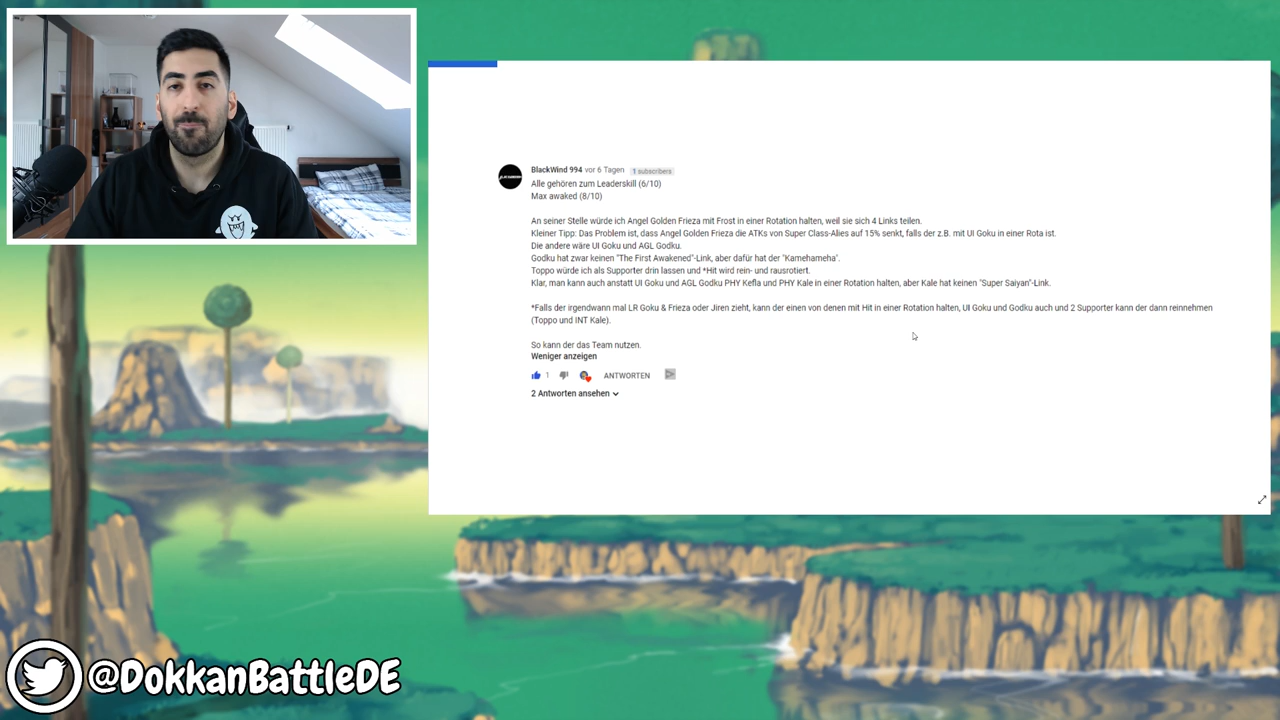 BlackWind 994 vor 6 Tagen 1 subscribers
Alle gehören zum Leaderskill (6/10)
Max awaked (8/10)
An seiner Stelle würde ich Angel Golden Frieza mit Frost in einer Rotation halten, weil sie sich 4 Links teilen.
Kleiner Tipp: Das Problem ist, dass Angel Golden Frieza die ATKs von Super Class-Alies auf 15% senkt, falls der z.B. mit UI Goku in einer Rota ist.
Die andere wäre UI Goku und AGL Godku.
Godku hat zwar keinen "The First Awakened"-Link, aber dafür hat der "Kamehameha".
Toppo würde ich als Supporter drin lassen und *Hit wird rein- und rausrotiert.
Klar, man kann auch anstatt UI Goku und AGL Godku PHY Kefla und PHY Kale in einer Rotation halten, aber Kale hat keinen "Super Saiyan"-Link.
*Falls der irgendwann mal LR Goku & Frieza oder Jiren zieht, kann der einen von denen mit Hit in einer Rotation halten, UI Goku und Godku auch und 2 Supporter kann der dann reinnehmen
(Toppo und INT Kale).
So kann der das Team nutzen.
Weniger anzeigen
1 ANTWORTEN
2 Antworten ansehen
@DokkanBattleDE